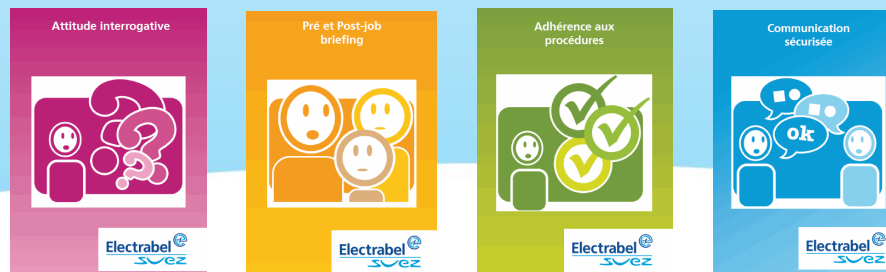 Attitude interrogative
Pré et Post-job
briefing
Adhérence aux
procédures
Communication
sécurisée
? ? ?
ok
Electrabel
SUEZ
Electrabel
SUEZ
Electrabel
SUEZ
Electrabel
SUEZ